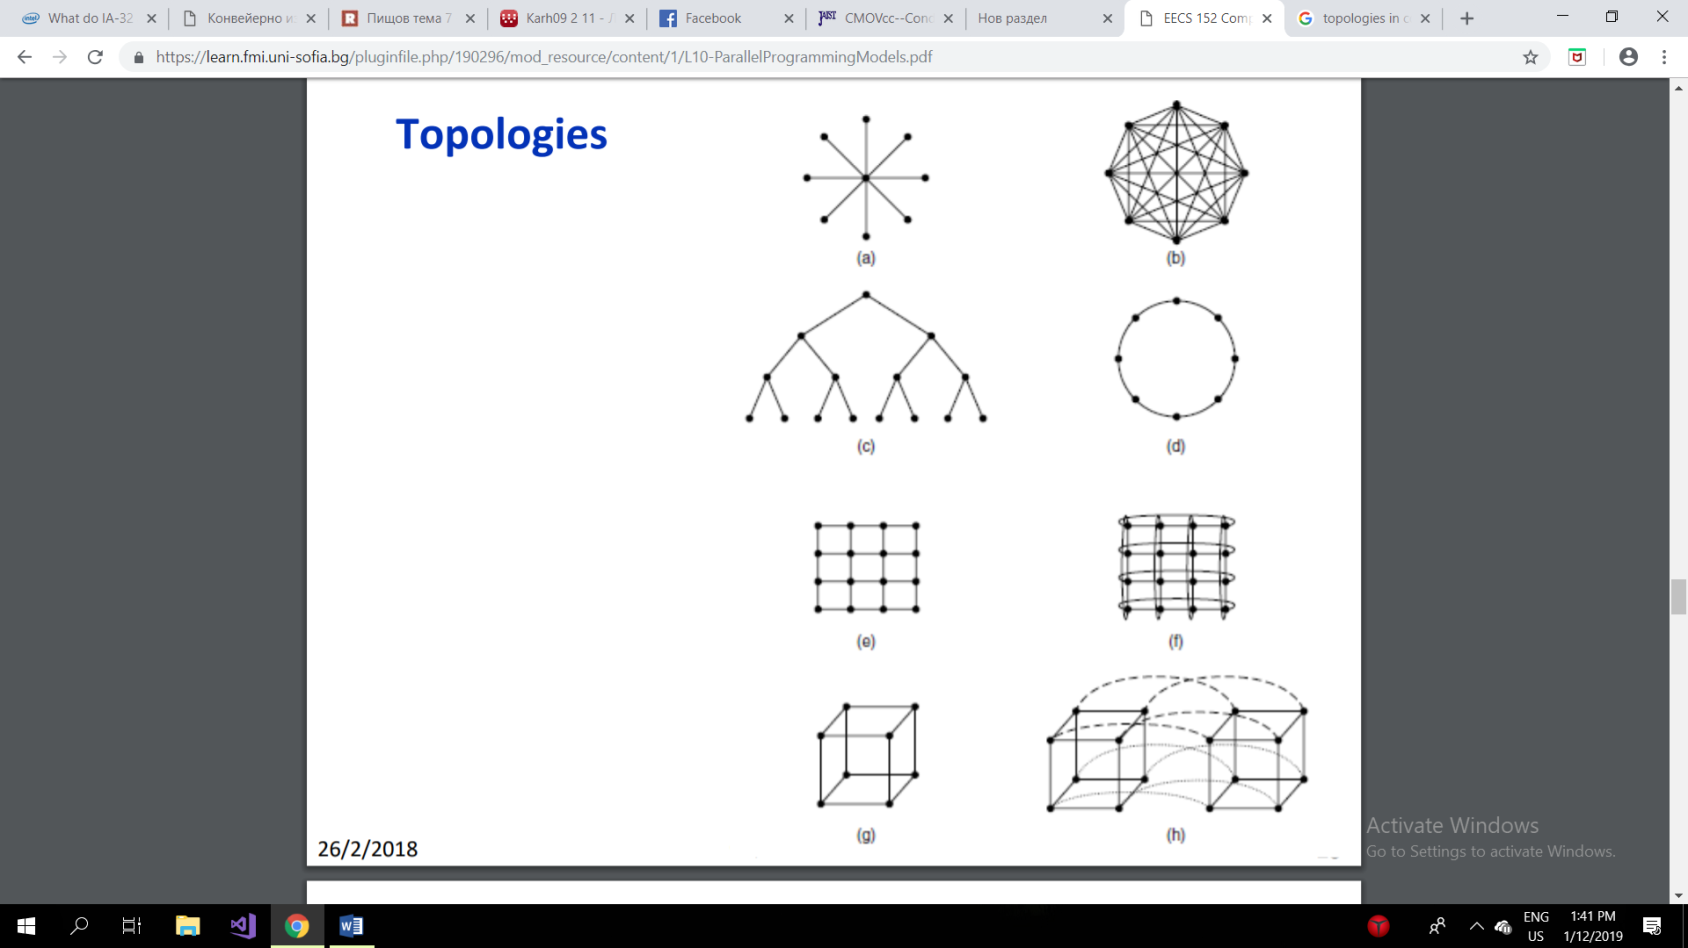 What do IA-32
Конвейерно и
Пищов тема 7
Karh09 2 11 - Л
Facebook
CMOVcc--Con
Нов раздел
EECS 152 Comp
topologies in c
https://learn.fmi.uni-sofia.bg/pluginfile.php/190296/mod_resource/content/1/L10-ParallelProgrammingModels.pdf
Topologies
(a)
(b)
(c)
(d)
(e)
(f)
(g)
(h)
26/2/2018
Activate Windows
Go to Settings to activate Windows.
ENG
US
1:41 PM
1/12/2019